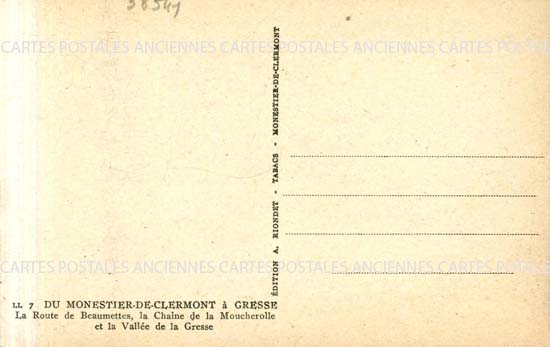 38541
CARTES POSTALES ANCIENNES CARTES POSTALES ANCIENNES CARTES POSTALES
ÉDITION A. RIONDET - TABACS - MONESTIER-DE-CLERMONT
CARTES POSTALES ANCIENNES CARTES POSTALES ANCIENNES CARTES POSTALES
LL 7 DU MONESTIER-DE-CLERMONT à GRESSE
La Route de Beaumettes, la Chaîne de la Moucherolle
et la Vallée de la Gresse